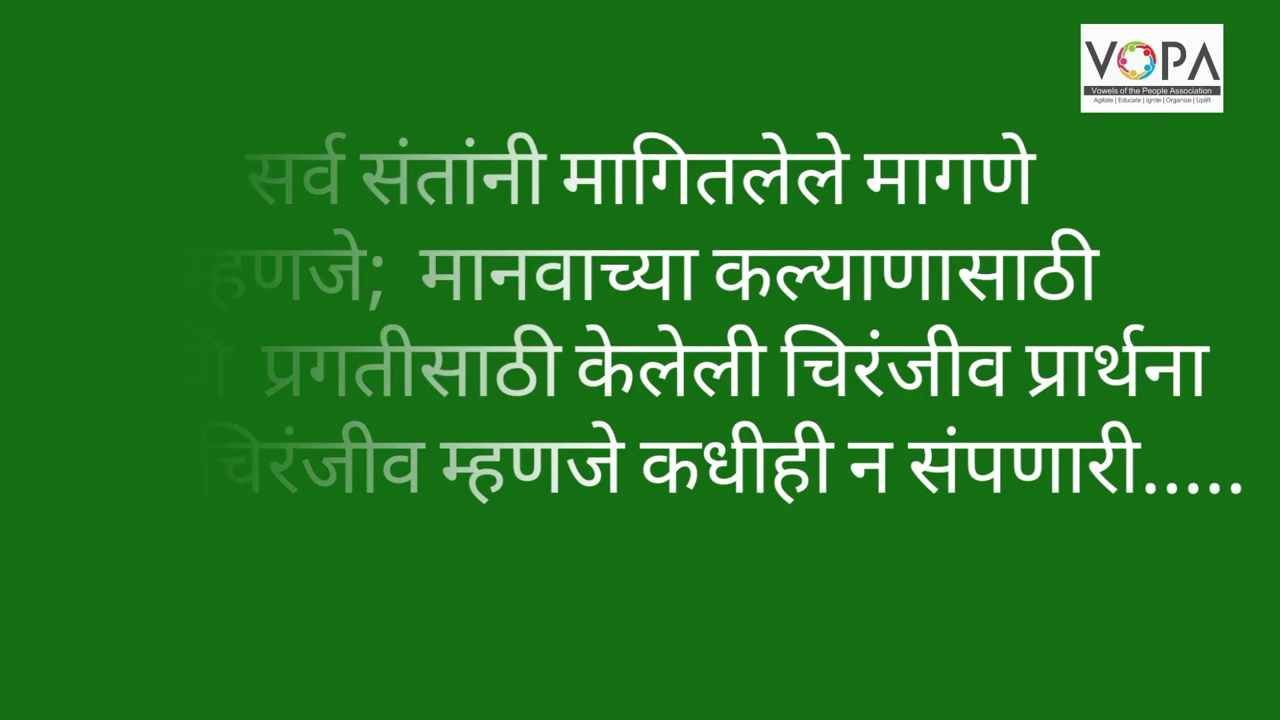 VOPA
Vowels of the People Association
Agitate | Educate | Ignite | Organize | Uplift
सर्व संतांनी मागितलेले मागणे
म्हणजे; मानवाच्या कल्याणासाठी
प्रगतीसाठी केलेली चिरंजीव प्रार्थना
चिरंजीव म्हणजे कधीही न संपणारी.....